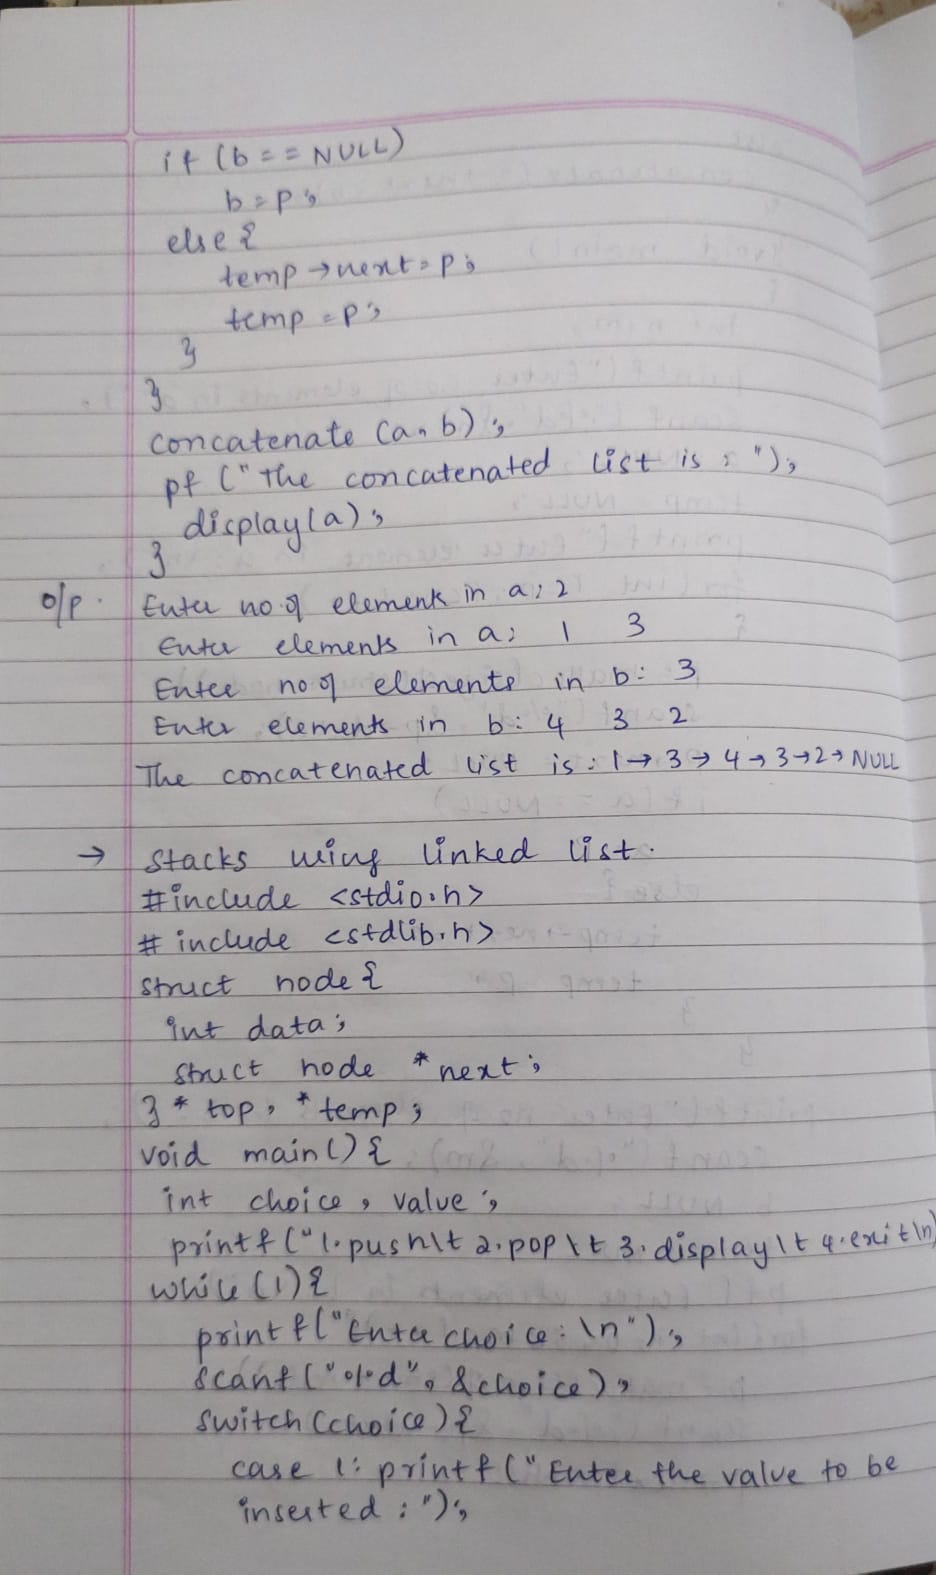 if (b == NULL)
b = p;
else {
temp → next = p;
temp = p;
}
}
concatenate (a, b);
pf ("The concatenated list is : ");
display(a);
}
o/p. Enter no. of element in a: 2
Enter elements in a: 1 3
Entee no of elements in b: 3
Enter elements in b: 4 3 2
The concatenated list is : 1 → 3 → 4 → 3 → 2 → NULL
→ Stacks using linked list.
#include <stdio.h>
# include <stdlib.h>
struct node {
int data;
struct node *next;
} * top, * temp;
void main() {
int choice, value;
printf ("1.push\t 2.pop\t 3.display\t 4.exit\n)
while (1) {
printf ("Enter choice: \n");
scanf ("%d", &choice);
switch (choice) {
case 1: printf ("Enter the value to be
inserted : ");